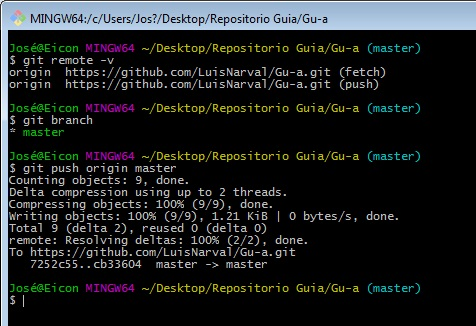 MINGW64:/c/Users/Jos?/Desktop/Repositorio Guia/Gu-a
José@Eicon MINGW64 ~/Desktop/Repositorio Guia/Gu-a (master)
$ git remote -v
origin  https://github.com/LuisNarval/Gu-a.git (fetch)
origin  https://github.com/LuisNarval/Gu-a.git (push)
José@Eicon MINGW64 ~/Desktop/Repositorio Guia/Gu-a (master)
$ git branch
* master
José@Eicon MINGW64 ~/Desktop/Repositorio Guia/Gu-a (master)
$ git push origin master
Counting objects: 9, done.
Delta compression using up to 2 threads.
Compressing objects: 100% (9/9), done.
Writing objects: 100% (9/9), 1.21 KiB | 0 bytes/s, done.
Total 9 (delta 2), reused 0 (delta 0)
remote: Resolving deltas: 100% (2/2), done.
To https://github.com/LuisNarval/Gu-a.git
   7252c55..cb33604  master -> master
José@Eicon MINGW64 ~/Desktop/Repositorio Guia/Gu-a (master)
$